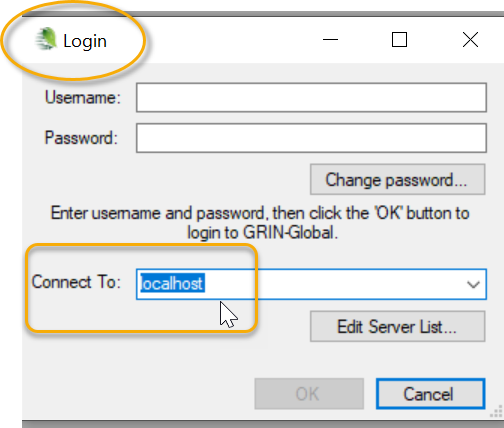 Login
Username:
Password:
Change password...
Enter username and password, then click the 'OK' button to
login to GRIN-Global.
Connect To: localhost
Edit Server List...
OK Cancel